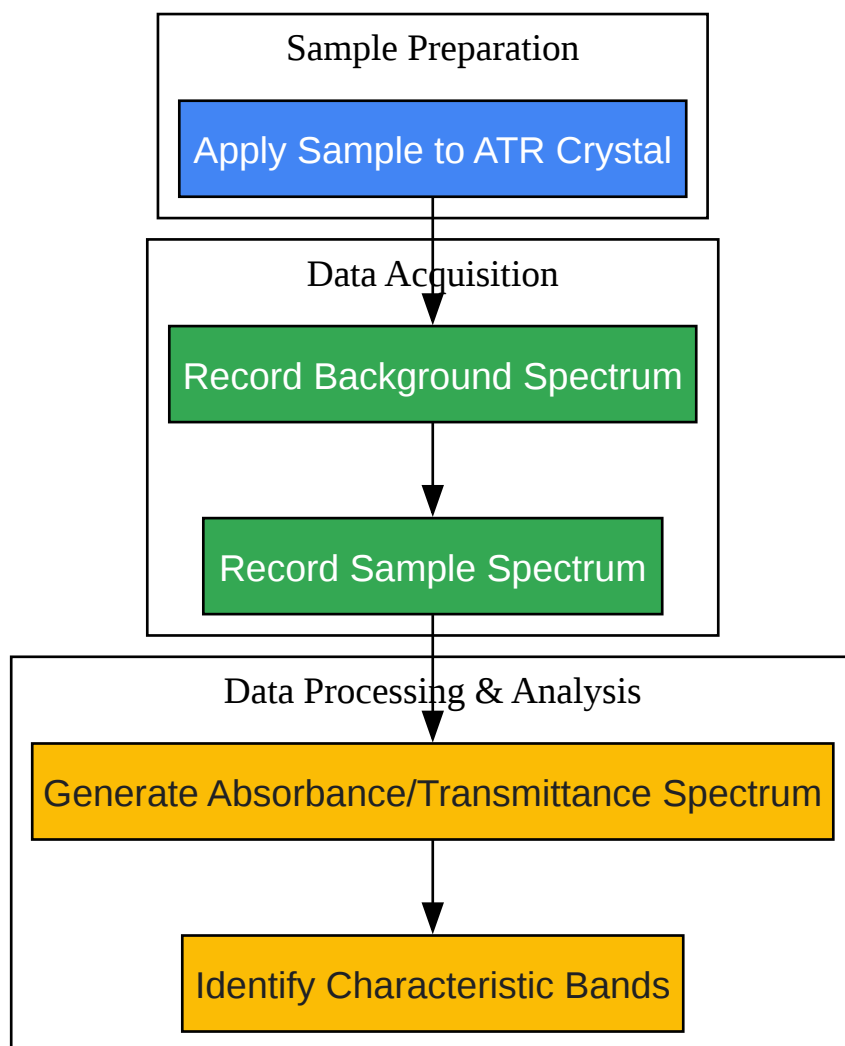 Sample Preparation
Apply Sample to ATR Crystal
Data Acquisition
Record Background Spectrum
Record Sample Spectrum
Data Processing & Analysis
Generate Absorbance/Transmittance Spectrum
Identify Characteristic Bands